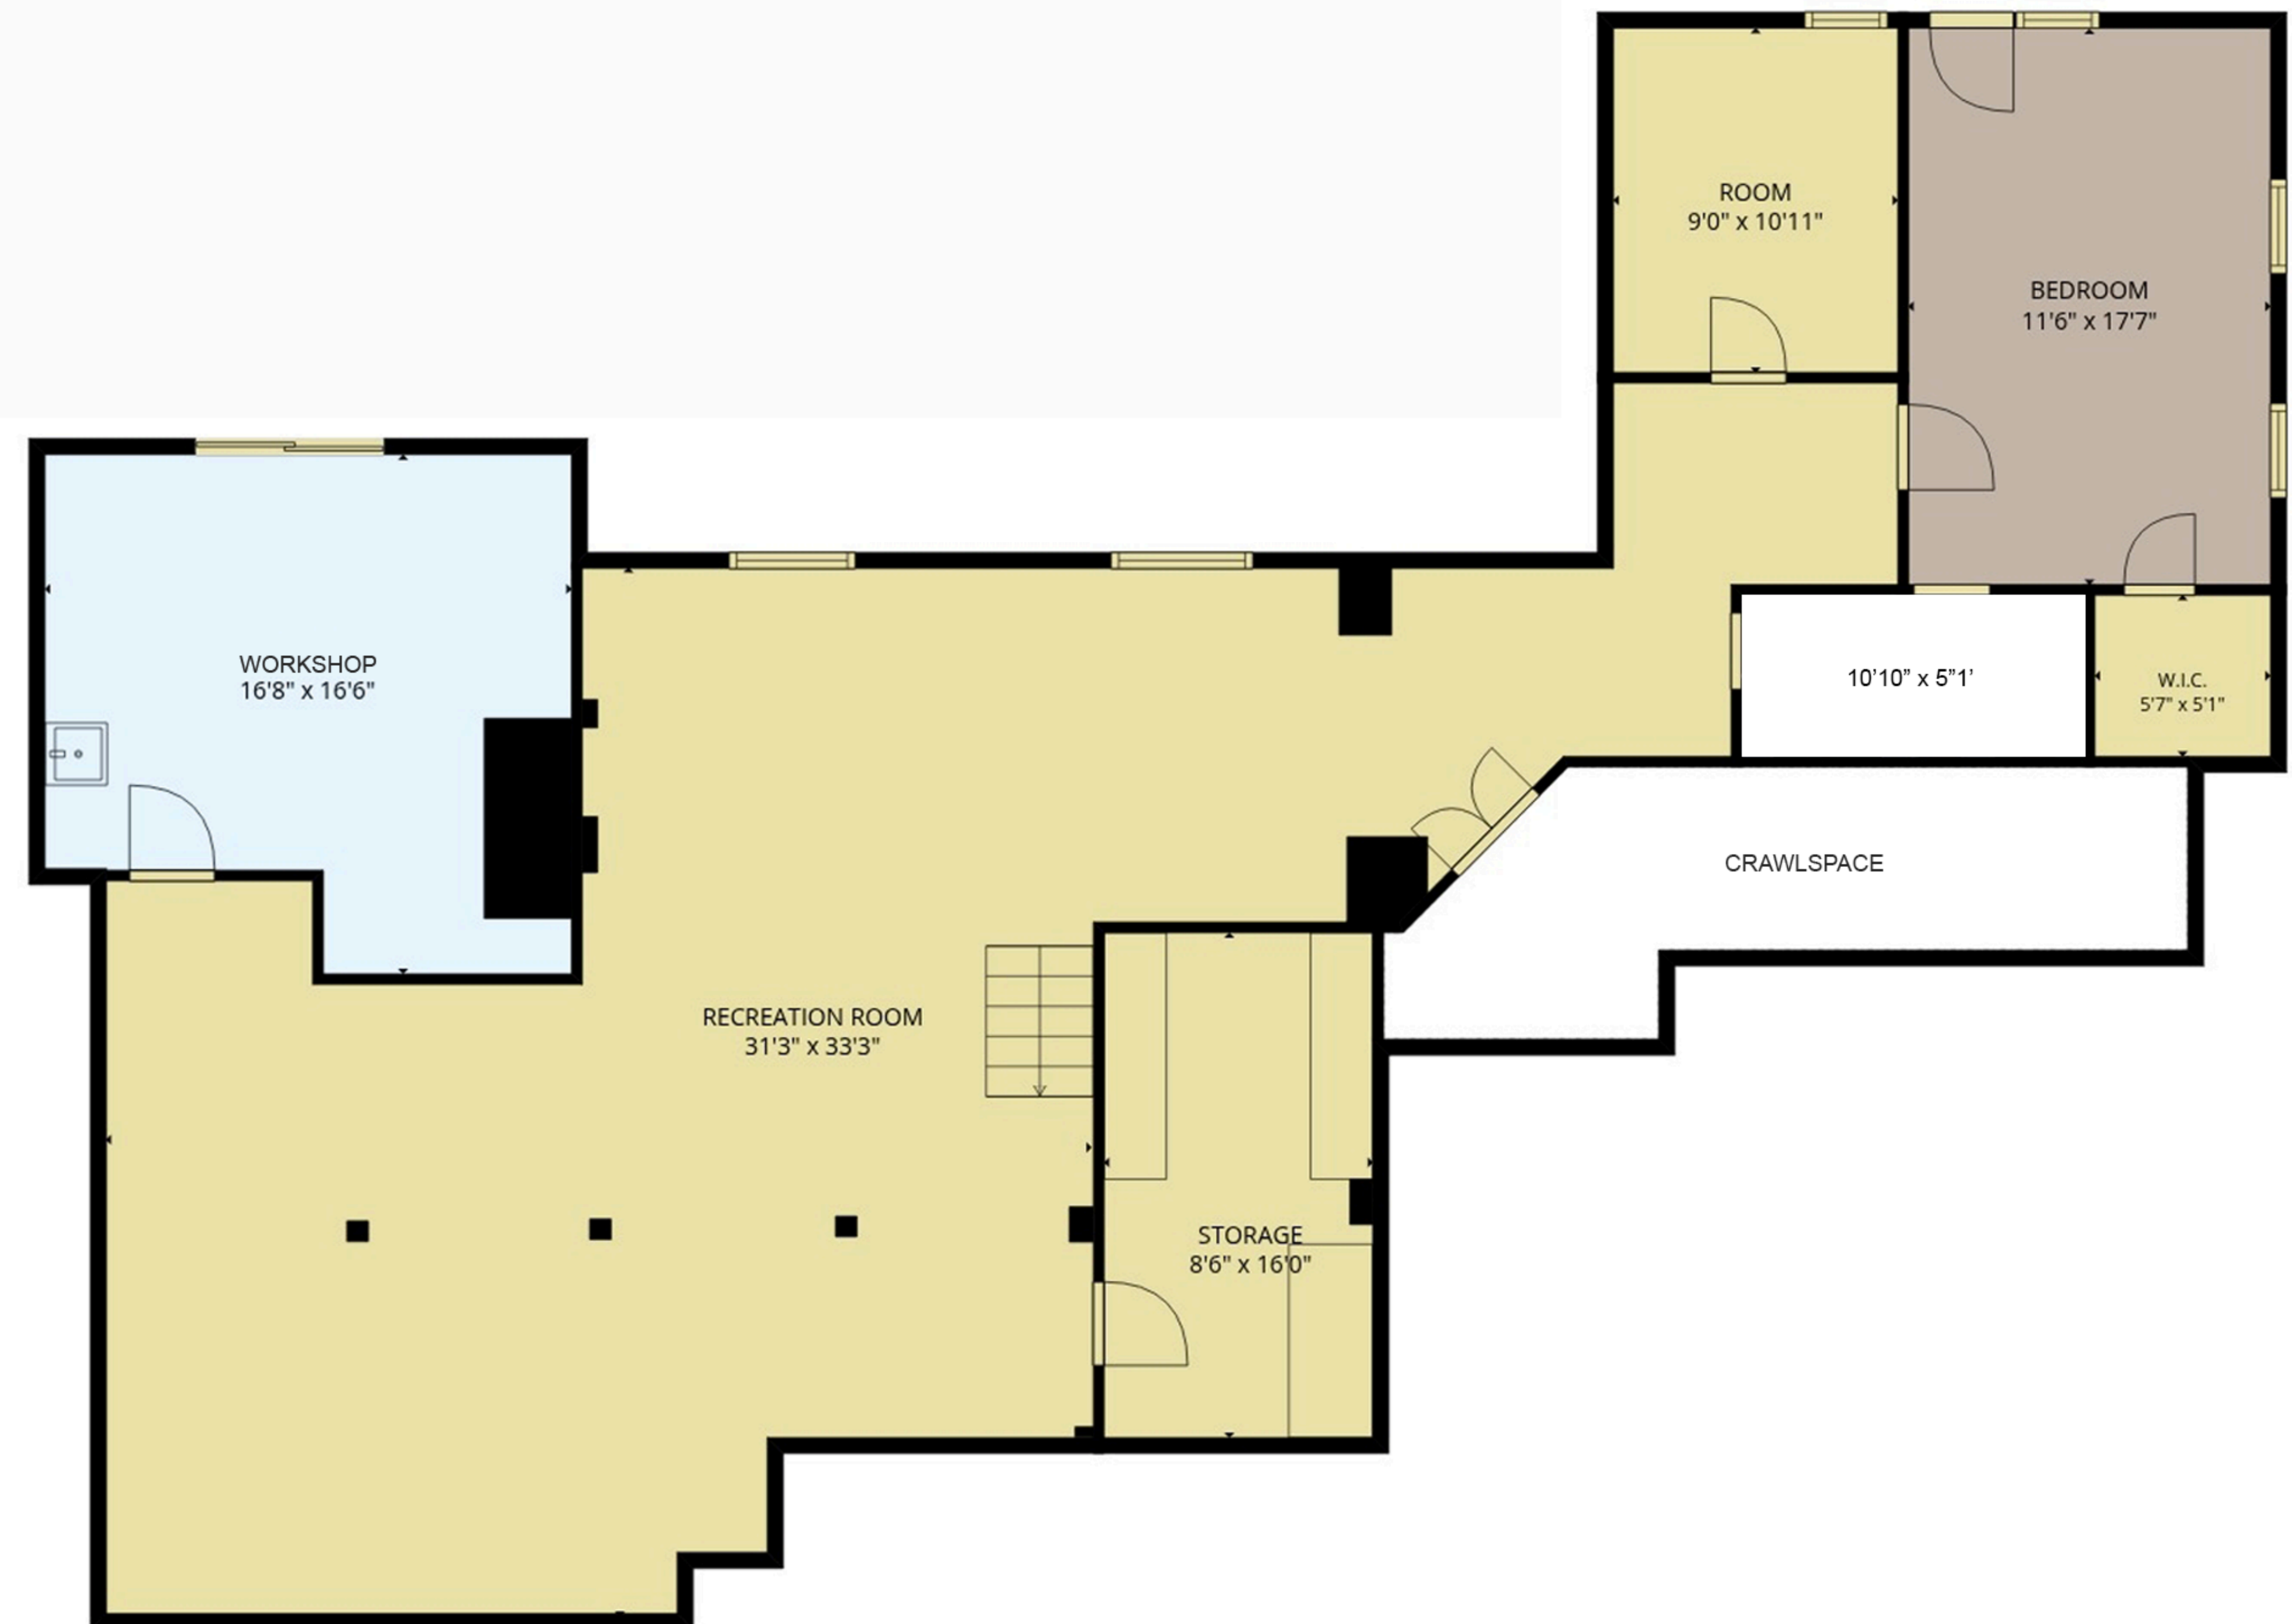 ROOM
9'0" x 10'11"
BEDROOM
11'6" x 17'7"
WORKSHOP
16'8" x 16'6"
10’10” x 5”1’
W.I.C.
5'7" x 5'1"
CRAWLSPACE
RECREATION ROOM
31'3" x 33'3"
STORAGE
8'6" x 16'0"